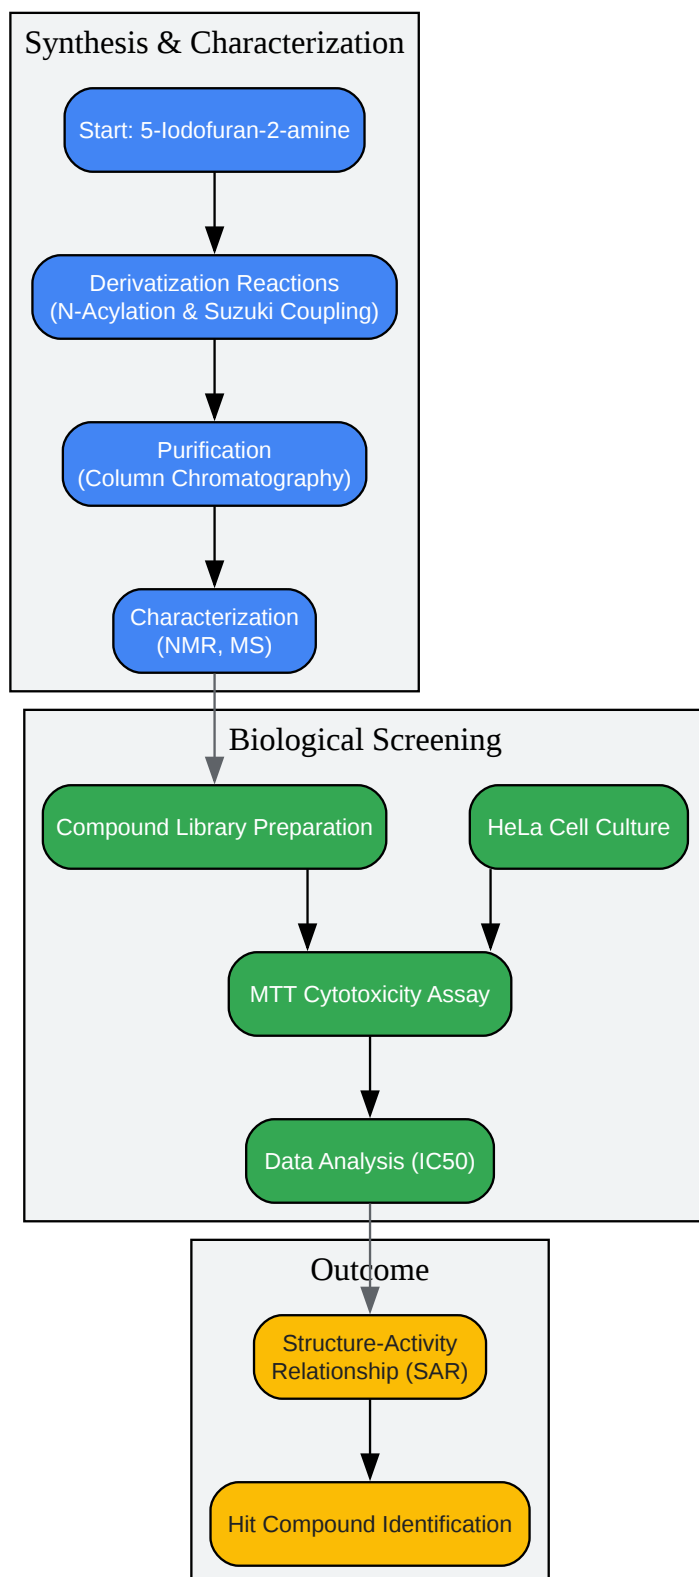 Synthesis & Characterization
Start: 5-Iodofuran-2-amine
Derivatization Reactions
(N-Acylation & Suzuki Coupling)
Purification
(Column Chromatography)
Characterization
(NMR, MS)
Biological Screening
Compound Library Preparation
HeLa Cell Culture
MTT Cytotoxicity Assay
Data Analysis (IC50)
Outcome
Structure-Activity
Relationship (SAR)
Hit Compound Identification